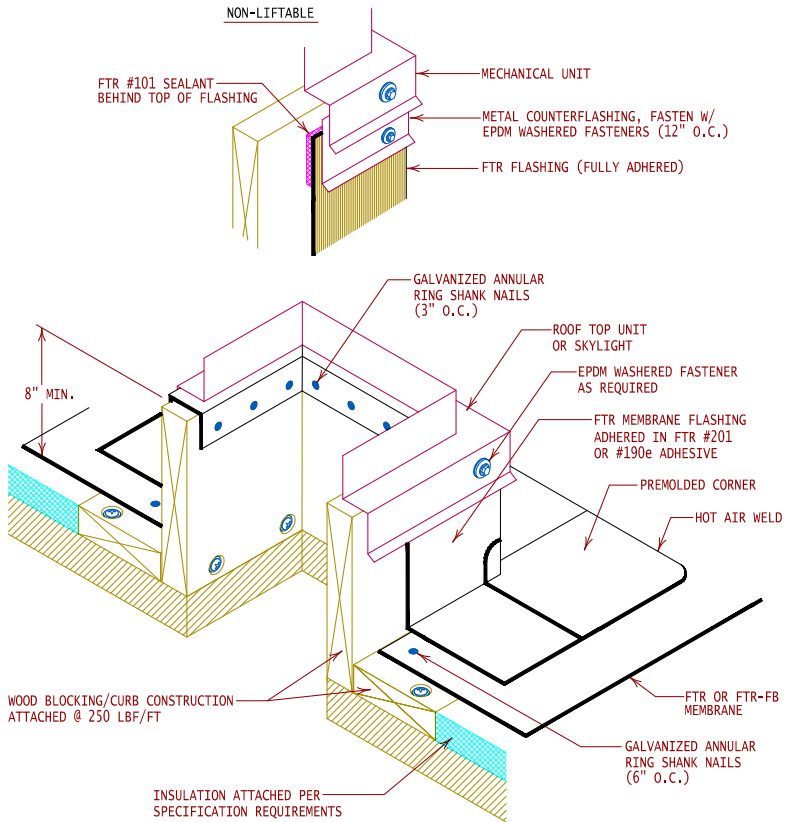 NON-LIFTABLE
FTR #101 SEALANT
BEHIND TOP OF FLASHING
MECHANICAL UNIT
METAL COUNTERFLASHING, FASTEN W/
EPDM WASHERED FASTENERS (12" O.C.)
FTR FLASHING (FULLY ADHERED)
GALVANIZED ANNULAR
RING SHANK NAILS
(3" O.C.)
ROOF TOP UNIT
OR SKYLIGHT
EPDM WASHERED FASTENER
AS REQUIRED
8" MIN.
FTR MEMBRANE FLASHING
ADHERED IN FTR #201
OR #190e ADHESIVE
PREMOLDED CORNER
HOT AIR WELD
WOOD BLOCKING/CURB CONSTRUCTION
ATTACHED @ 250 LBF/FT
FTR OR FTR-FB
MEMBRANE
GALVANIZED ANNULAR
RING SHANK NAILS
(6" O.C.)
INSULATION ATTACHED PER
SPECIFICATION REQUIREMENTS